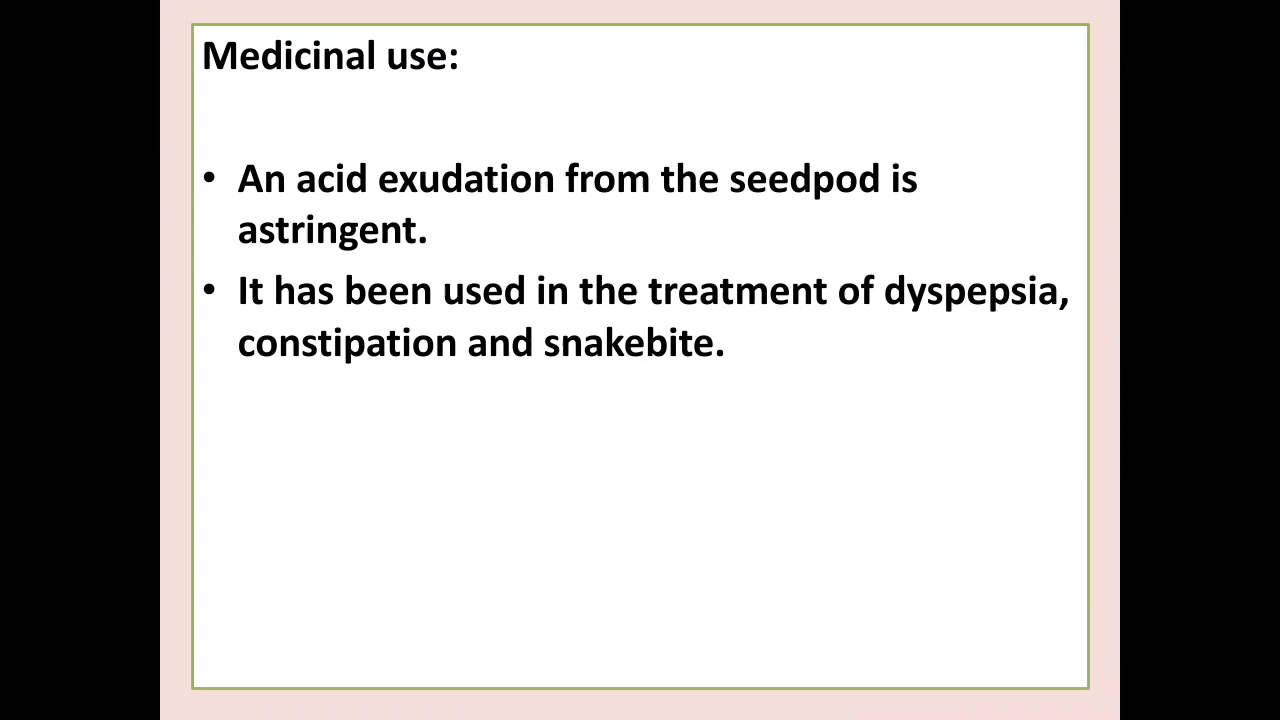 Medicinal use:
• An acid exudation from the seedpod is
astringent.
• It has been used in the treatment of dyspepsia,
constipation and snakebite.